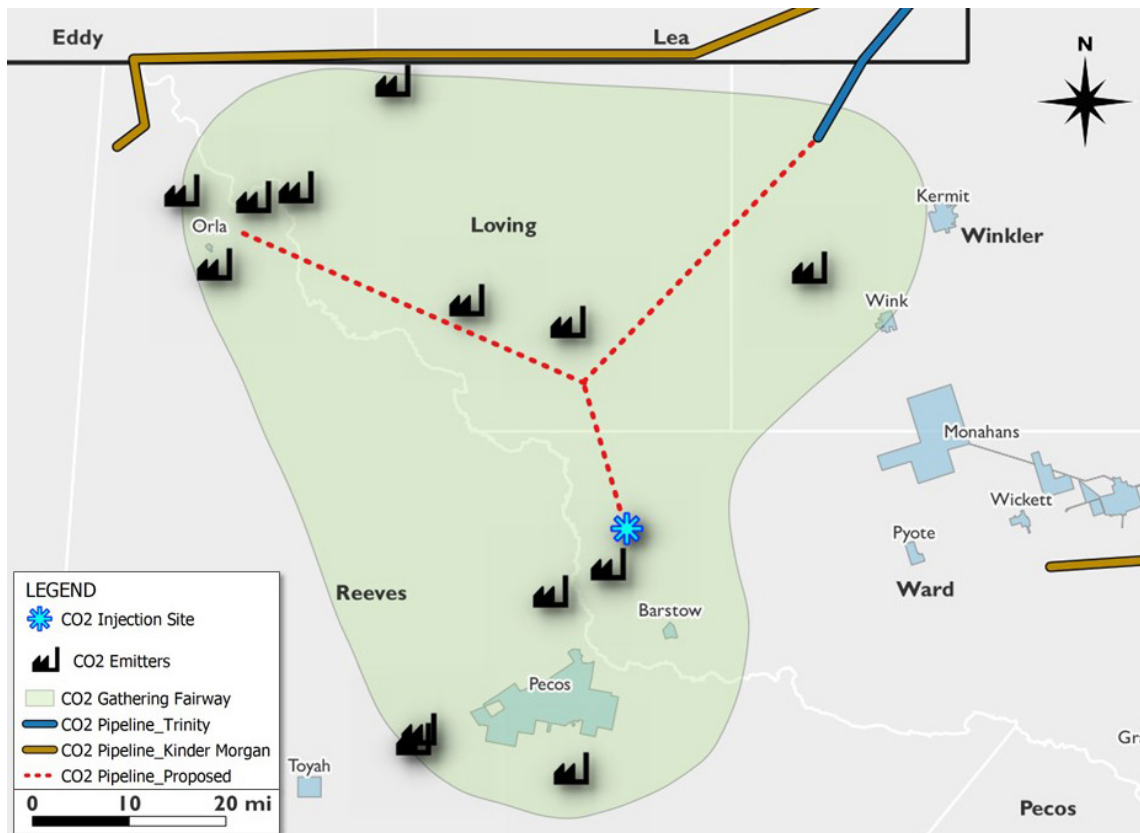 Eddy
Lea
N
Kermit
Winkler
Orla
Loving
Wink
Monahans
Wickett
Pyote
Ward
Reeves
Barstow
Pecos
Toyah
Pecos
LEGEND
CO2 Injection Site
CO2 Emitters
CO2 Gathering Fairway
CO2 Pipeline_Trinity
CO2 Pipeline_Kinder Morgan
CO2 Pipeline_Proposed
0 10 20 mi